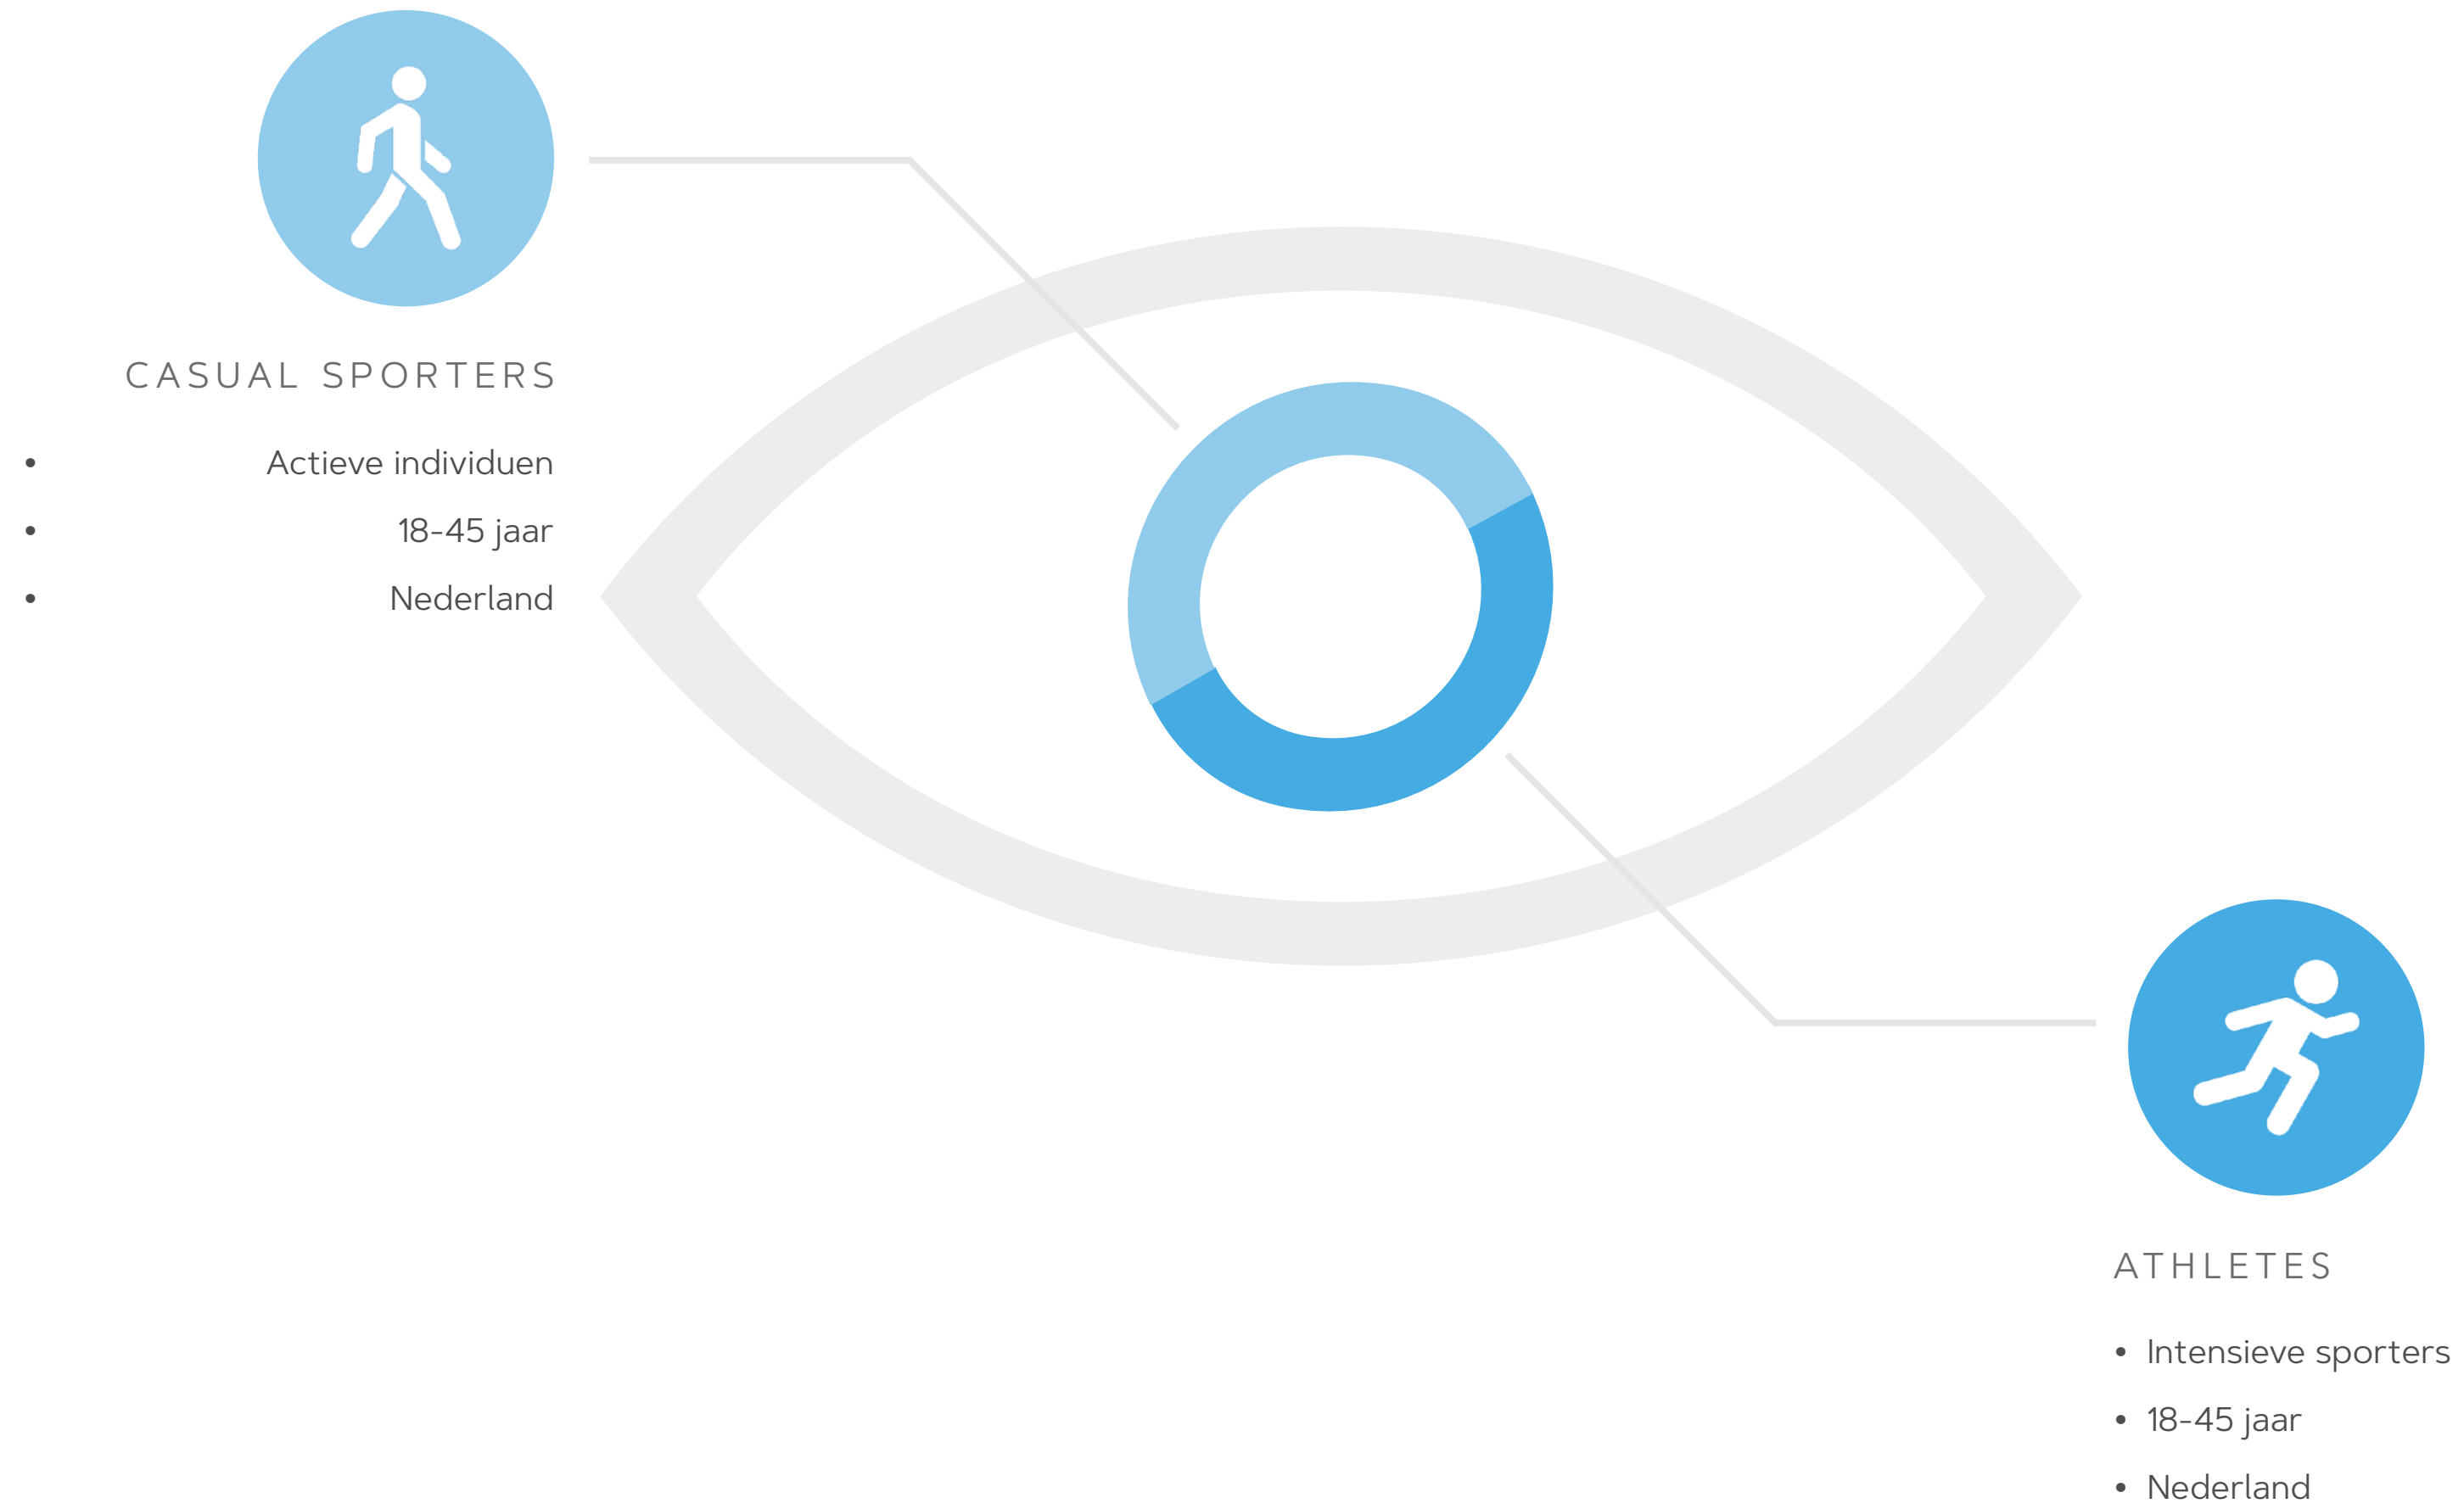 CASUAL SPORTERS
• Actieve individuen
• 18-45 jaar
• Nederland
ATHLETES
• Intensieve sporters
• 18-45 jaar
• Nederland